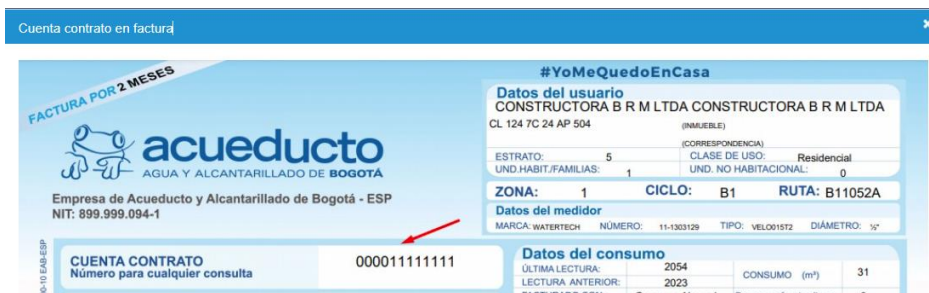 Cuenta contrato en factura
FACTURA POR 2 MESES
#YoMeQuedoEnCasa
Datos del usuario
CONSTRUCTORA B R M LTDA CONSTRUCTORA B R M LTDA
CL 124 7C 24 AP 504 (INMUEBLE)
(CORRESPONDENCIA)
acueducto
AGUA Y ALCANTARILLADO DE BOGOTÁ
ESTRATO: 5 CLASE DE USO: Residencial
UND.HABIT./FAMILIAS: 1 UND. NO HABITACIONAL: 0
Empresa de Acueducto y Alcantarillado de Bogotá - ESP
NIT: 899.999.094-1
ZONA: 1 CICLO: B1 RUTA: B11052A
Datos del medidor
MARCA: WATERTECH NÚMERO: 11-1303129 TIPO: VELO015T2 DIÁMETRO: ½"
CUENTA CONTRATO 000011111111
Número para cualquier consulta
Datos del consumo
ÚLTIMA LECTURA: 2054
LECTURA ANTERIOR: 2023
CONSUMO (m³) 31